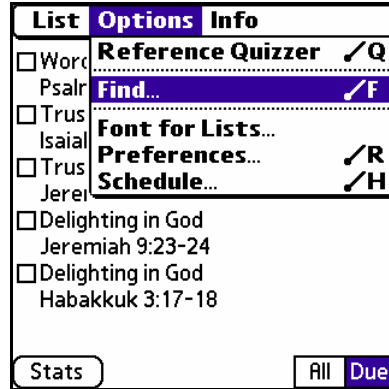 List Options Info
Reference Quizzer /Q
Find... /F
Font for Lists...
Preferences... /R
Schedule... /H
Delighting in God
Jeremiah 9:23-24
Delighting in God
Habakkuk 3:17-18
Stats All Due